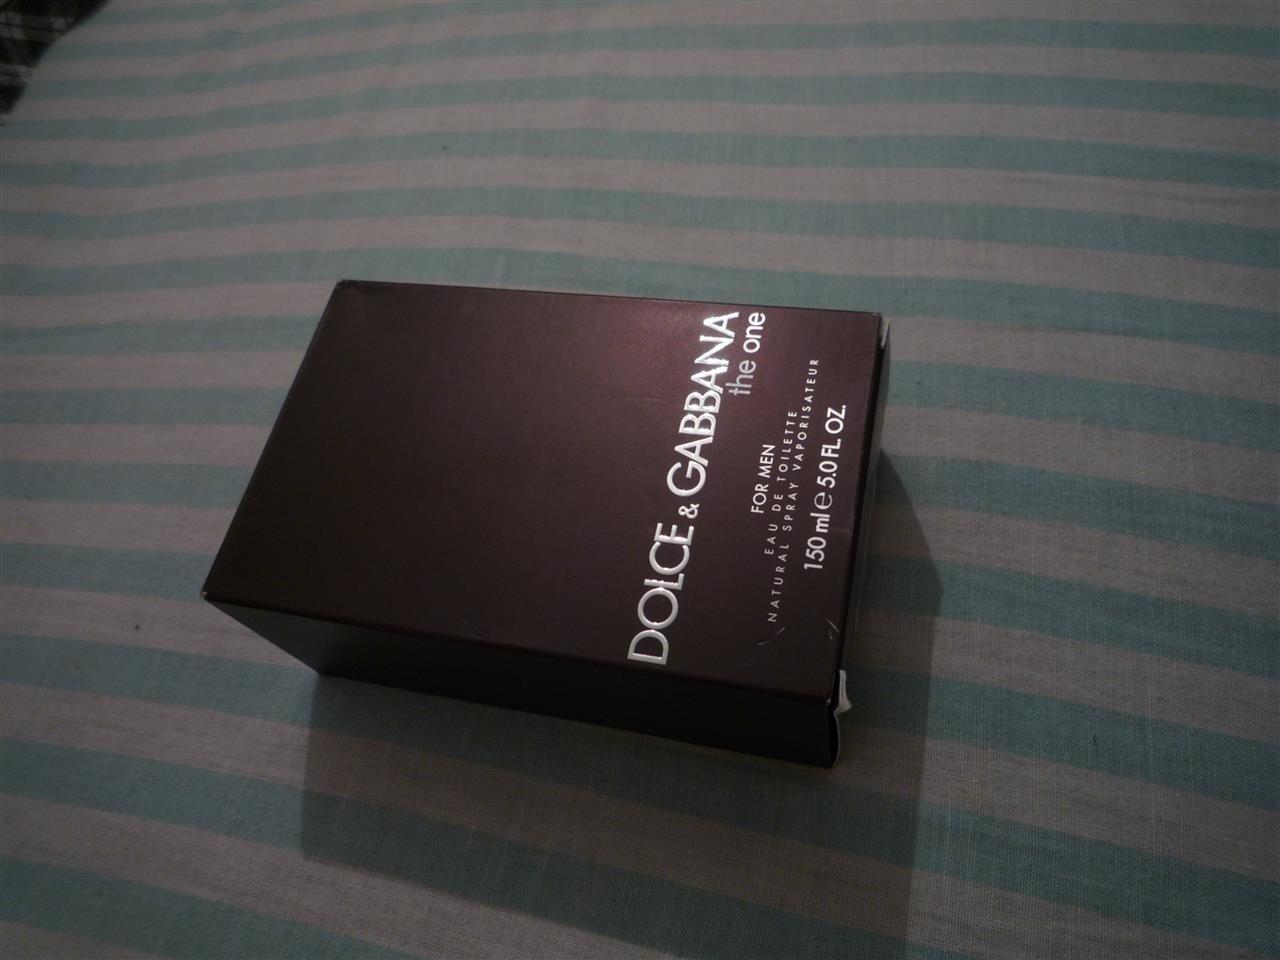 DOLCE & GABBANA
the one
FOR MEN
EAU DE TOILETTE
NATURAL SPRAY VAPORISATEUR
150 ml ℮ 5.0 FL. OZ.